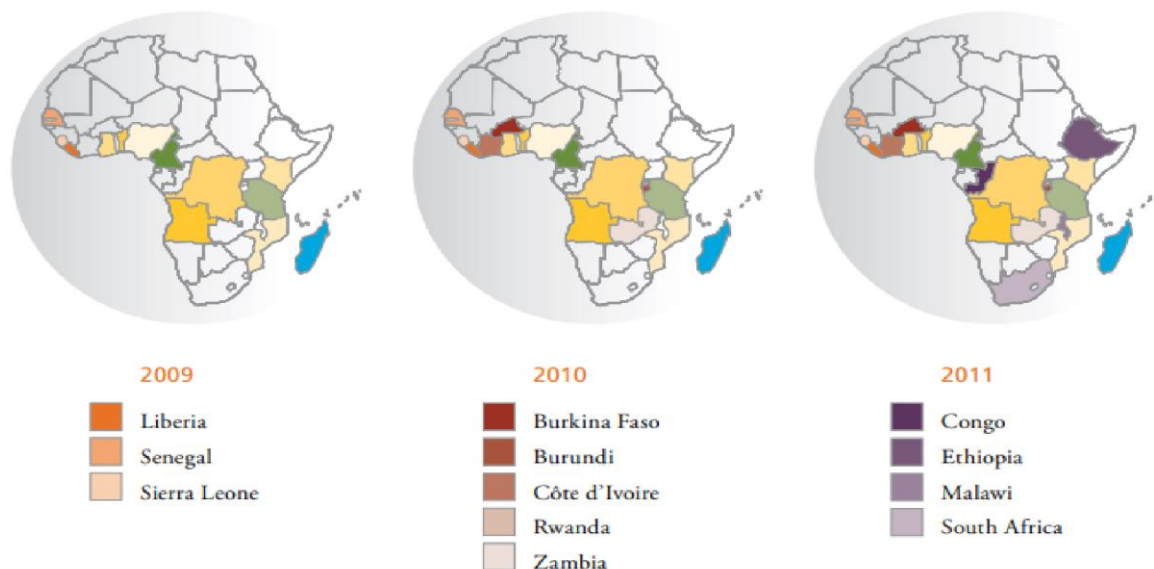 2009
Liberia
Senegal
Sierra Leone
2010
Burkina Faso
Burundi
Côte d'Ivoire
Rwanda
Zambia
2011
Congo
Ethiopia
Malawi
South Africa